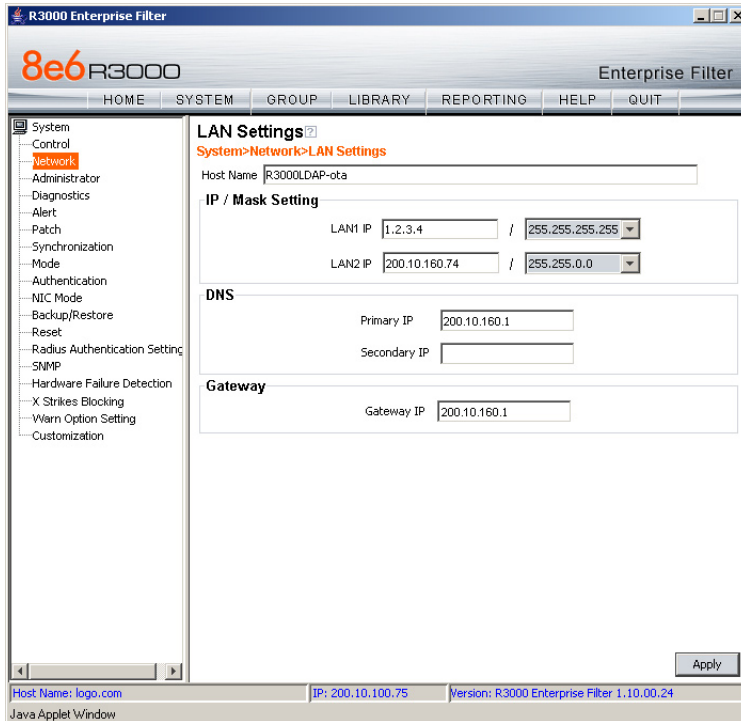 R3000 Enterprise Filter
8e6 R3000
Enterprise Filter
HOME SYSTEM GROUP LIBRARY REPORTING HELP QUIT
System
Control
Network
Administrator
Diagnostics
Alert
Patch
Synchronization
Mode
Authentication
NIC Mode
Backup/Restore
Reset
Radius Authentication Setting
SNMP
Hardware Failure Detection
X Strikes Blocking
Warn Option Setting
Customization
LAN Settings ?
System>Network>LAN Settings
Host Name R3000LDAP-ota
IP / Mask Setting
LAN1 IP 1.2.3.4 / 255.255.255.255
LAN2 IP 200.10.160.74 / 255.255.0.0
DNS
Primary IP 200.10.160.1
Secondary IP
Gateway
Gateway IP 200.10.160.1
Apply
Host Name: logo.com IP: 200.10.100.75 Version: R3000 Enterprise Filter 1.10.00.24
Java Applet Window